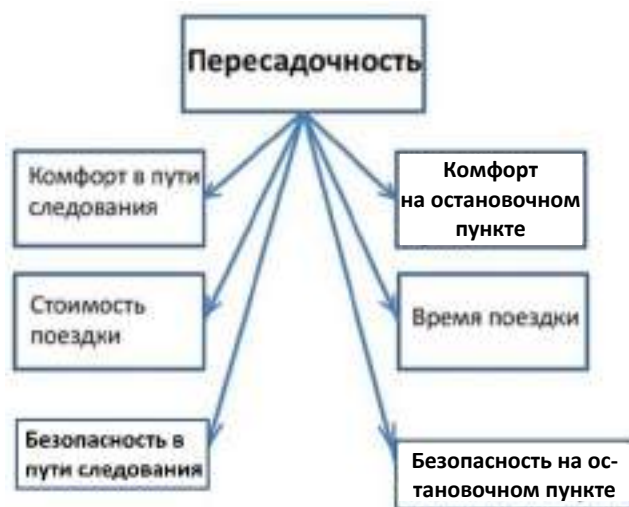 Пересадочность
Комфорт в пути
следования
Комфорт
на остановочном
пункте
Стоимость
поездки
Время поездки
Безопасность в
пути следования
Безопасность на ос-
тановочном пункте